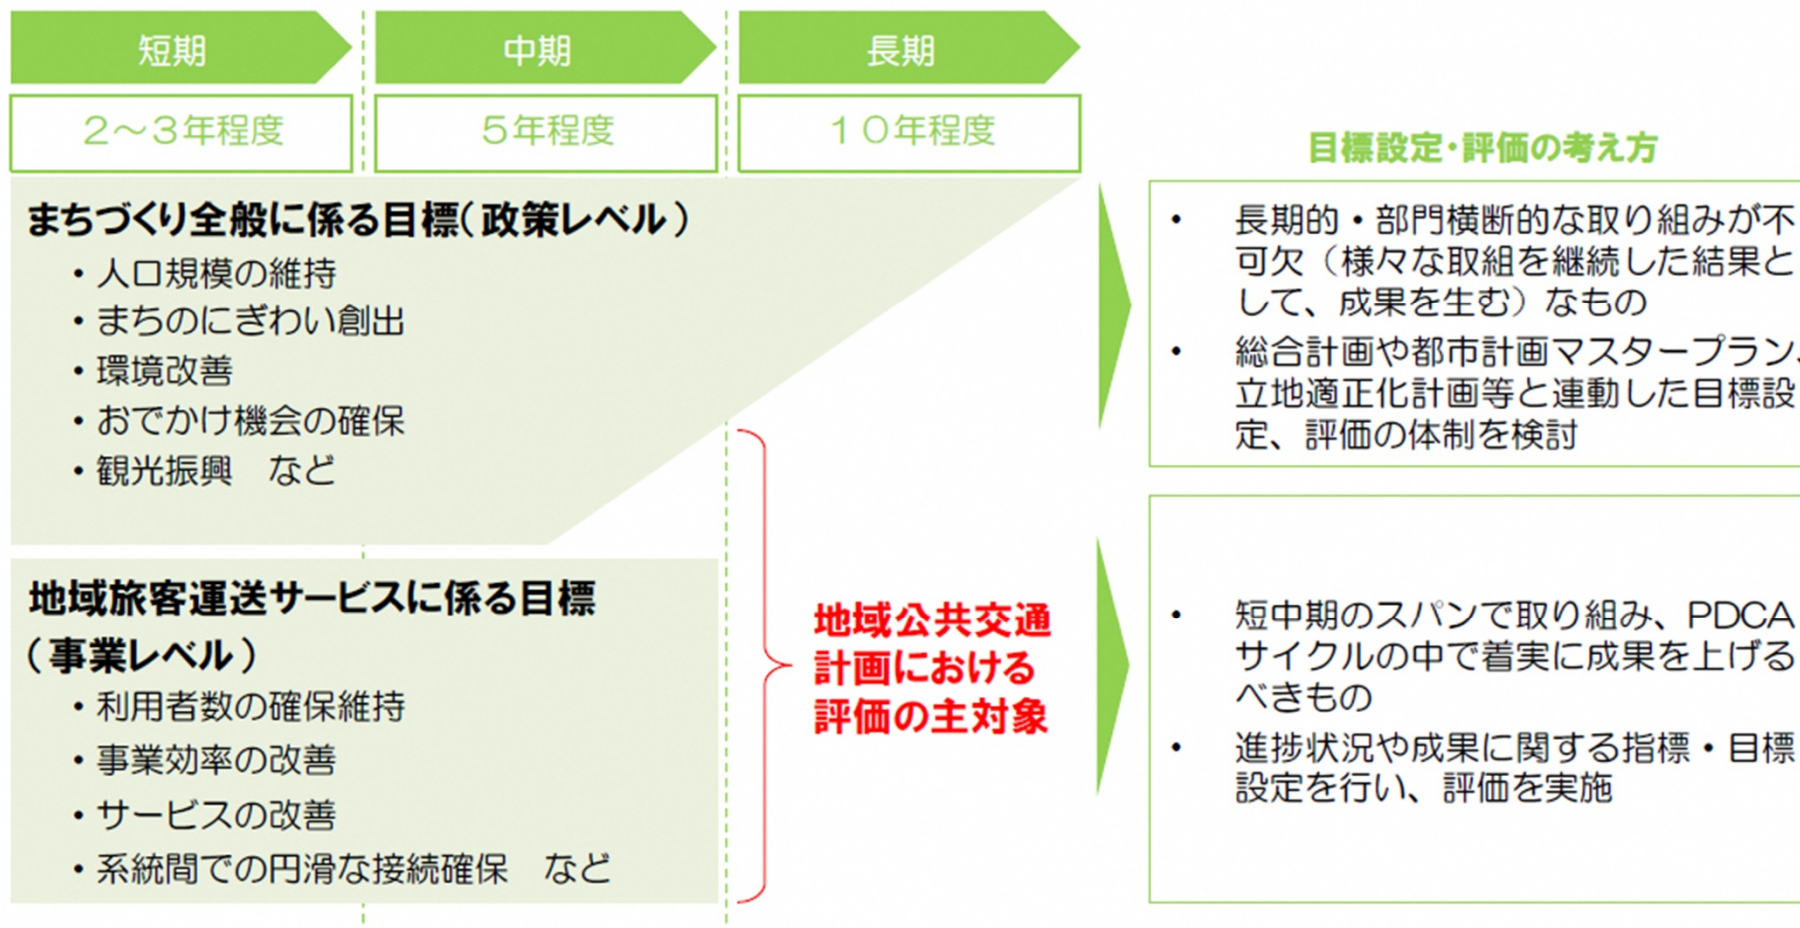 短期
中期
長期
２～３年程度
５年程度
１０年程度
まちづくり全般に係る目標（政策レベル）
・人口規模の維持
・まちのにぎわい創出
・環境改善
・おでかけ機会の確保
・観光振興　など
地域旅客運送サービスに係る目標
（事業レベル）
・利用者数の確保維持
・事業効率の改善
・サービスの改善
・系統間での円滑な接続確保　など
地域公共交通
計画における
評価の主対象
目標設定・評価の考え方
• 長期的・部門横断的な取り組みが不
可欠（様々な取組を継続した結果と
して、成果を生む）なもの
• 総合計画や都市計画マスタープラン、
立地適正化計画等と連動した目標設
定、評価の体制を検討
• 短中期のスパンで取り組み、PDCA
サイクルの中で着実に成果を上げる
べきもの
• 進捗状況や成果に関する指標・目標
設定を行い、評価を実施